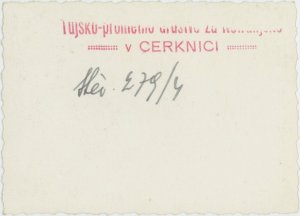 Tujsko-prometno društvo za Notranjsko
v CERKNICI
Štev. 279/4